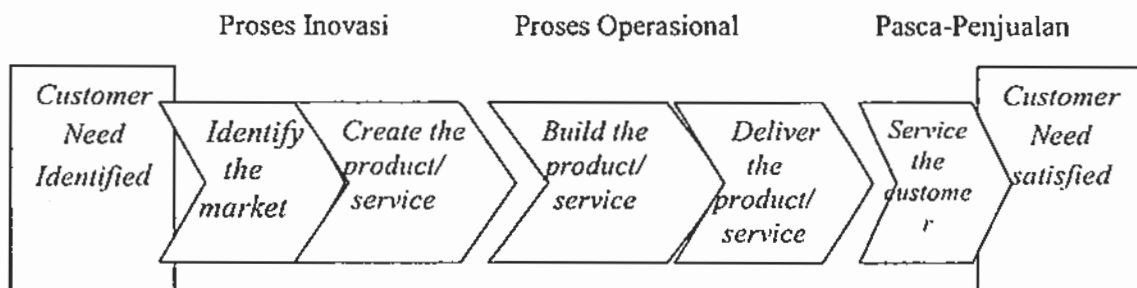 Proses Inovasi
Proses Operasional
Pasca-Penjualan
Customer
Need
Identified
Identify
the
market
Create the
product/
service
Build the
product/
service
Deliver
the
product/
service
Service
the
custome
r
Customer
Need
satisfied